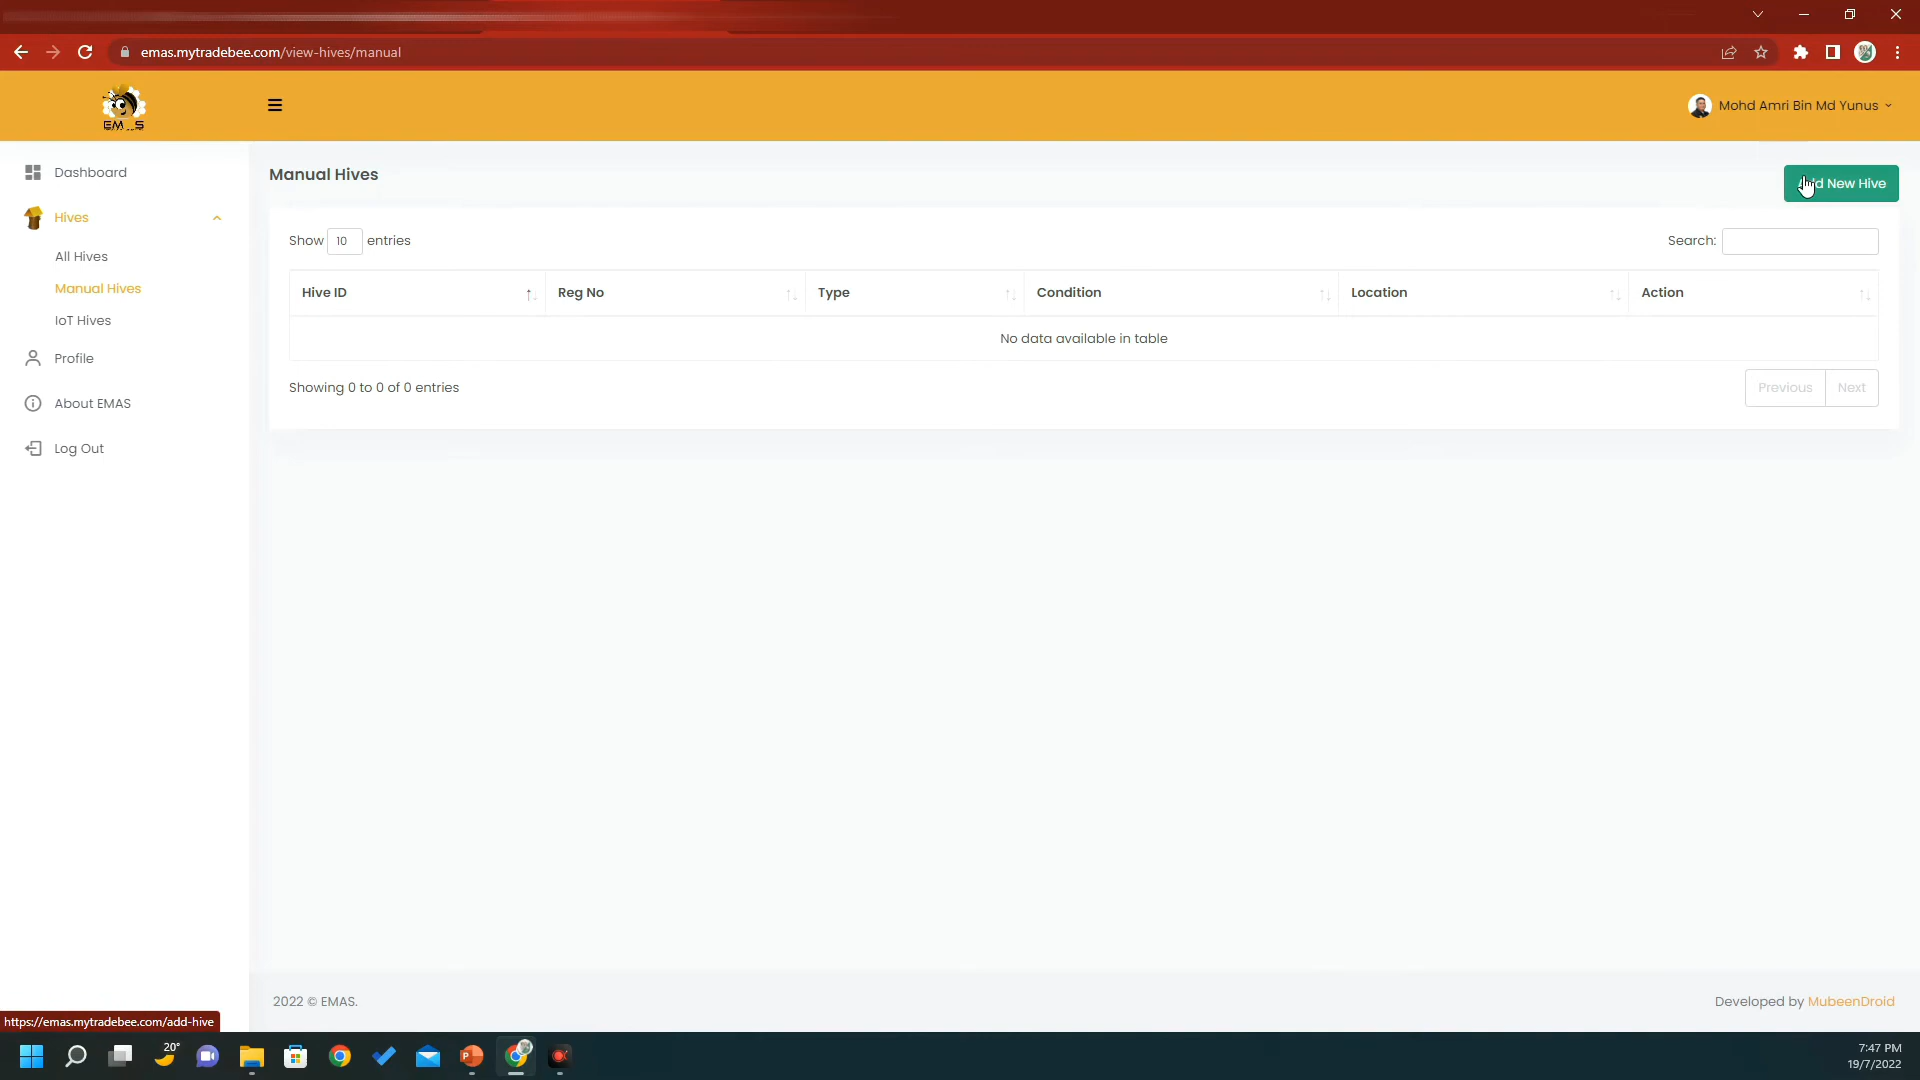 emas.mytradebee.com/view-hives/manual
EMAS
Mohd Amri Bin Md Yunus
Dashboard
Hives
All Hives
Manual Hives
IoT Hives
Profile
About EMAS
Log Out
Manual Hives
New Hive
Show 10 entries
Search:
Hive ID Reg No Type Condition Location Action
No data available in table
Showing 0 to 0 of 0 entries
Previous Next
2022 © EMAS.
Developed by MubeenDroid
https://emas.mytradebee.com/add-hive
20°
7:47 PM
19/7/2022